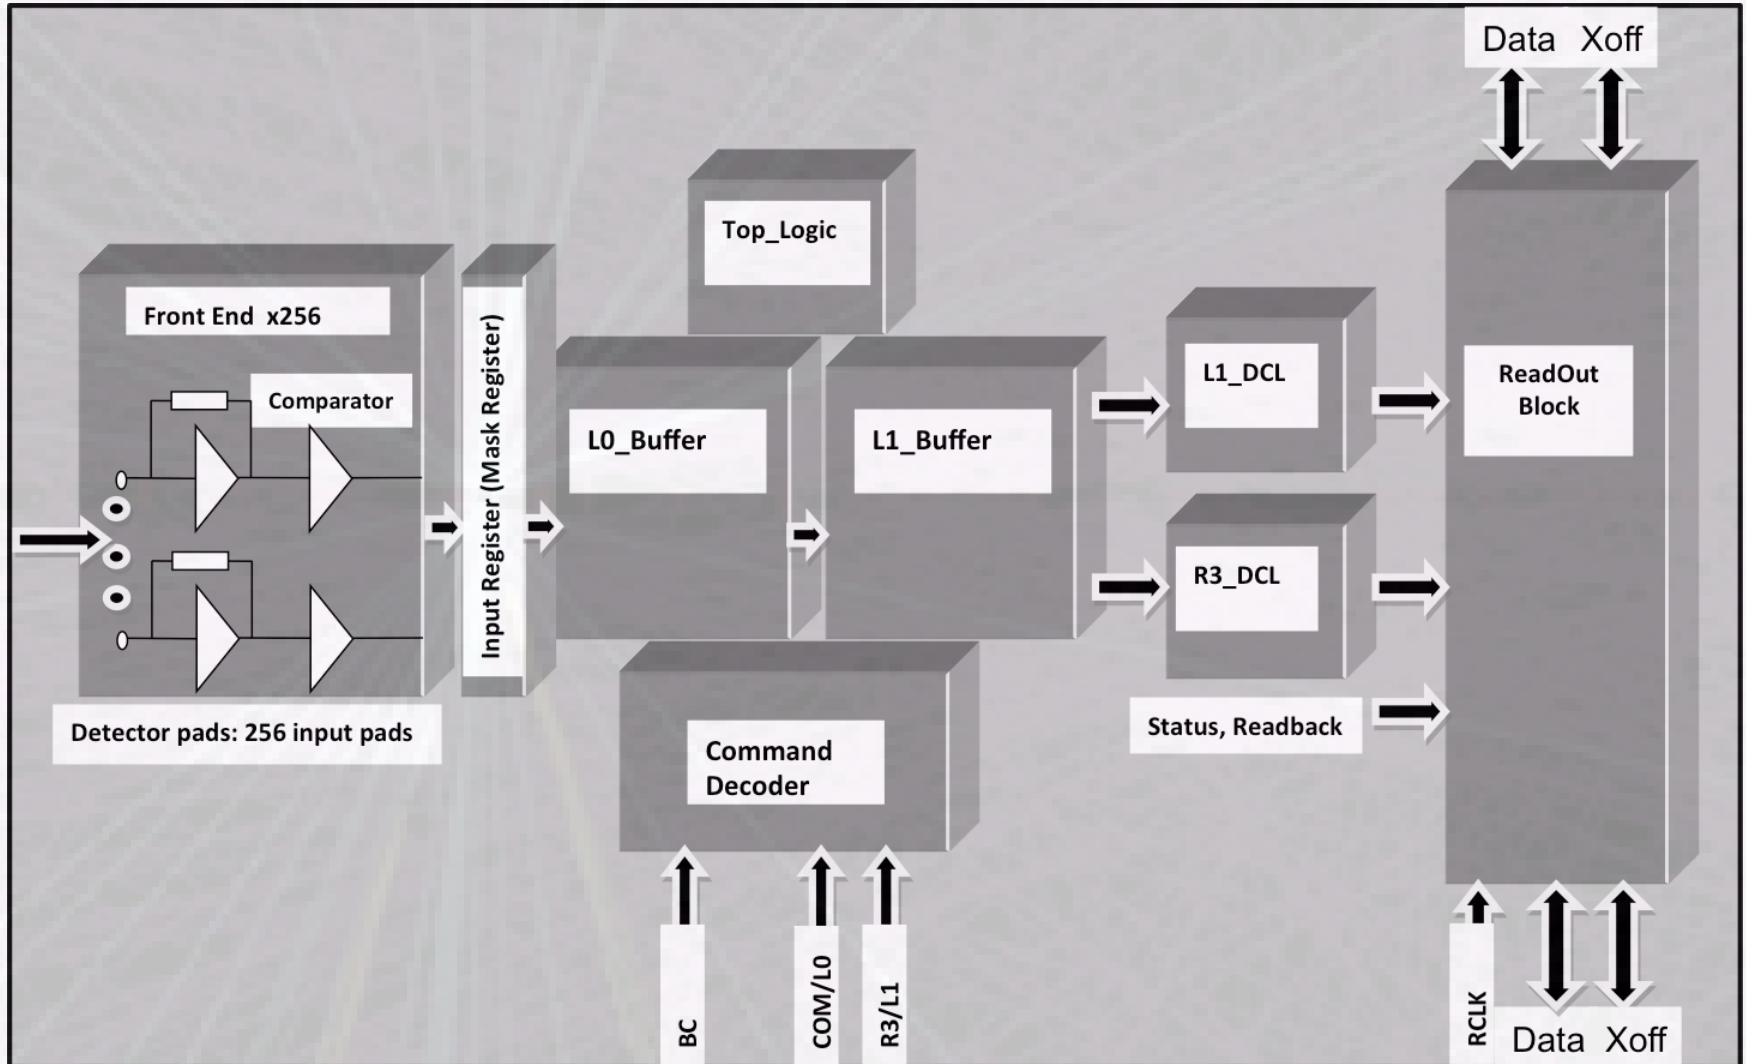 Data Xoff
Top_Logic
Front End x256
Comparator
Input Register (Mask Register)
L0_Buffer
L1_Buffer
L1_DCL
R3_DCL
ReadOut
Block
Detector pads: 256 input pads
Status, Readback
Command
Decoder
BC
COM/L0
R3/L1
RCLK
Data Xoff